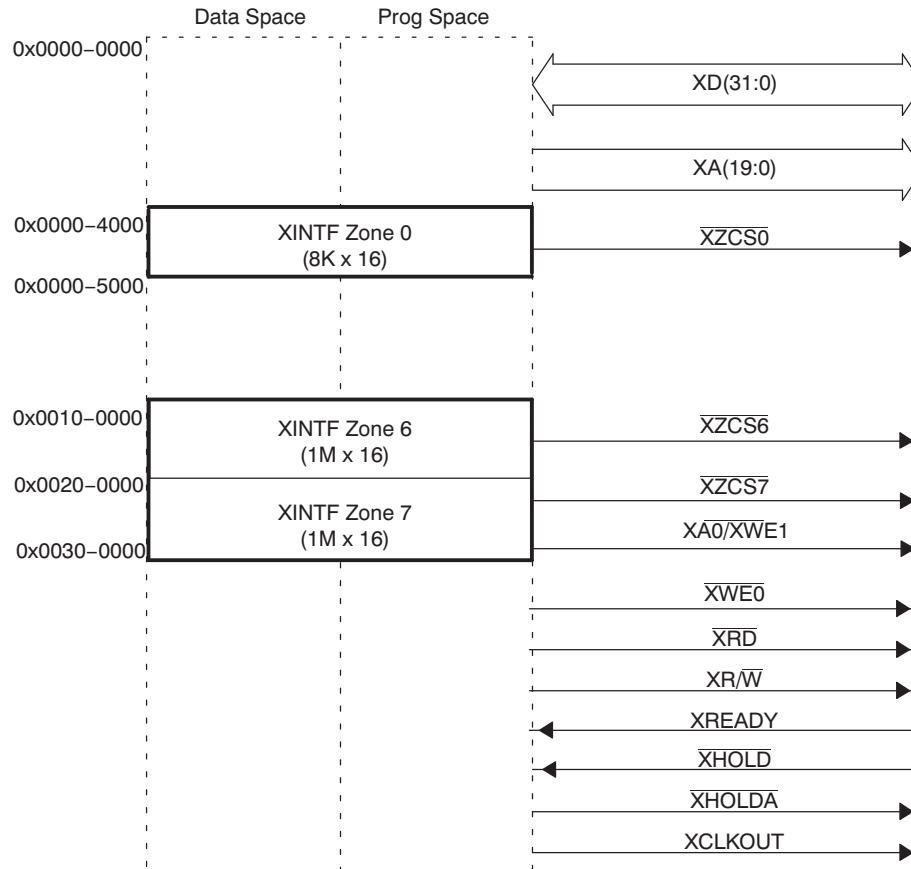 Data Space Prog Space
0x0000−0000
XD(31:0)
XA(19:0)
0x0000−4000
XINTF Zone 0
(8K x 16)
XZCS0
0x0000−5000
0x0010−0000
XINTF Zone 6
(1M x 16)
XZCS6
0x0020−0000
XZCS7
XINTF Zone 7
(1M x 16)
XA0/XWE1
0x0030−0000
XWE0
XRD
XR/W
XREADY
XHOLD
XHOLDA
XCLKOUT